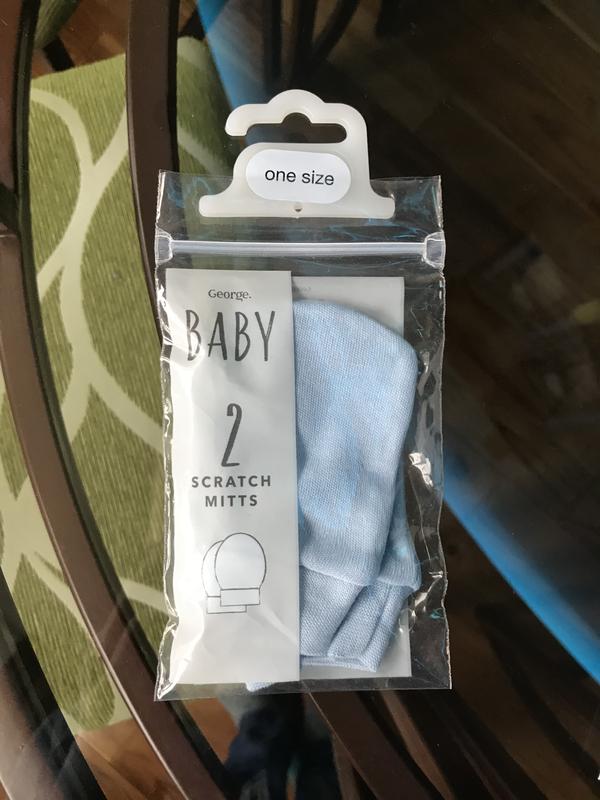 one size
George.
BABY
2
SCRATCH
MITTS